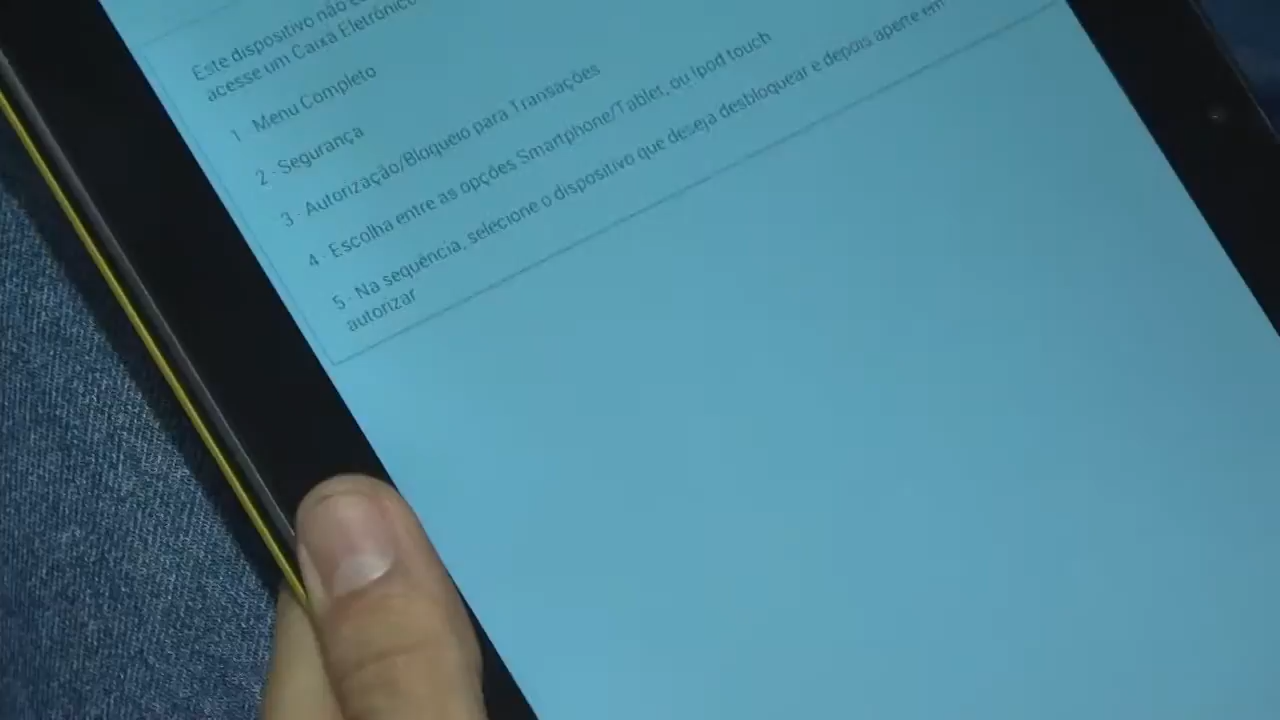 Este dispositivo não
acesse um Caixa Eletrônico
1 Menu Completo
2 - Segurança
3 - Autorização/Bloqueio para Transações
4 - Escolha entre as opções Smartphone/Tablet, ou Ipod touch
5 - Na sequência, selecione o dispositivo que deseja desbloquear e depois aperte em
autorizar